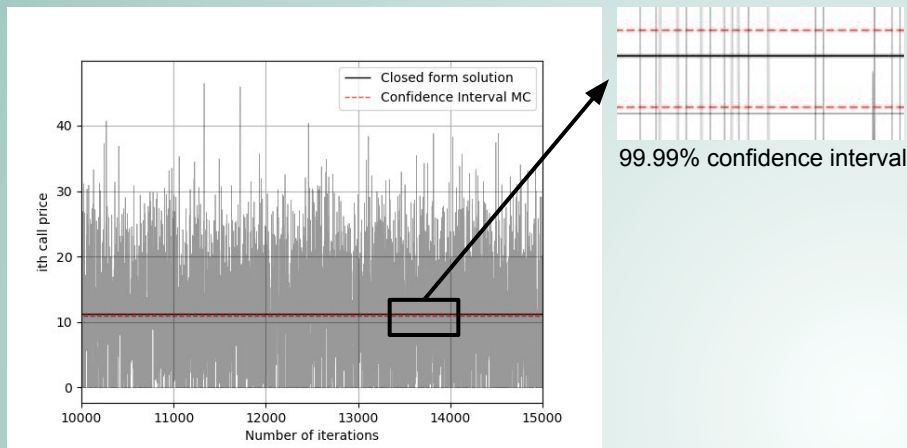 Closed form solution
Confidence Interval MC
99.99% confidence interval
ith call price
40
30
20
10
0
10000 11000 12000 13000 14000 15000
Number of iterations